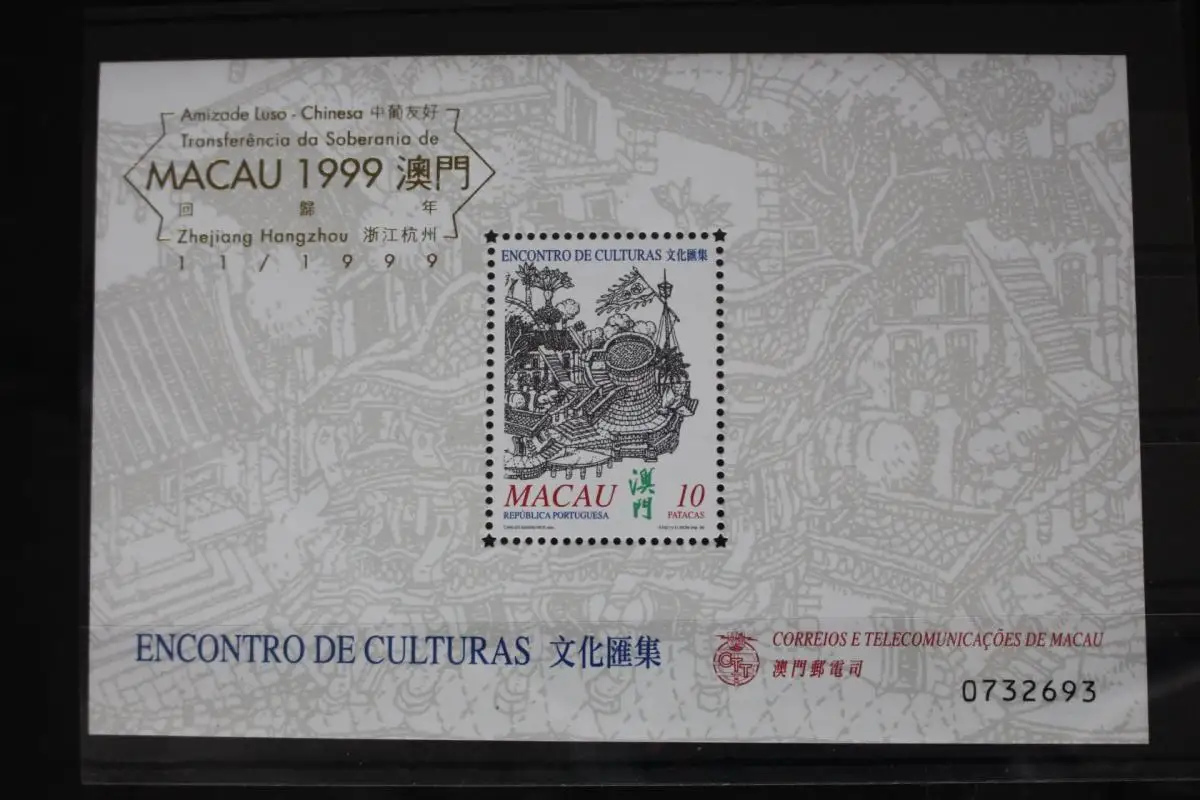 Amizade Luso - Chinesa 中葡友好
Transferência da Soberania de
MACAU 1999 澳門
回 歸 年
Zhejiang Hangzhou 浙江杭州
11/1999
ENCONTRO DE CULTURAS 文化匯集
MACAU 澳門 10
REPÚBLICA PORTUGUESA PATACAS
ENCONTRO DE CULTURAS 文化匯集
CTT
CORREIOS E TELECOMUNICAÇÕES DE MACAU
澳門郵電司
0732693